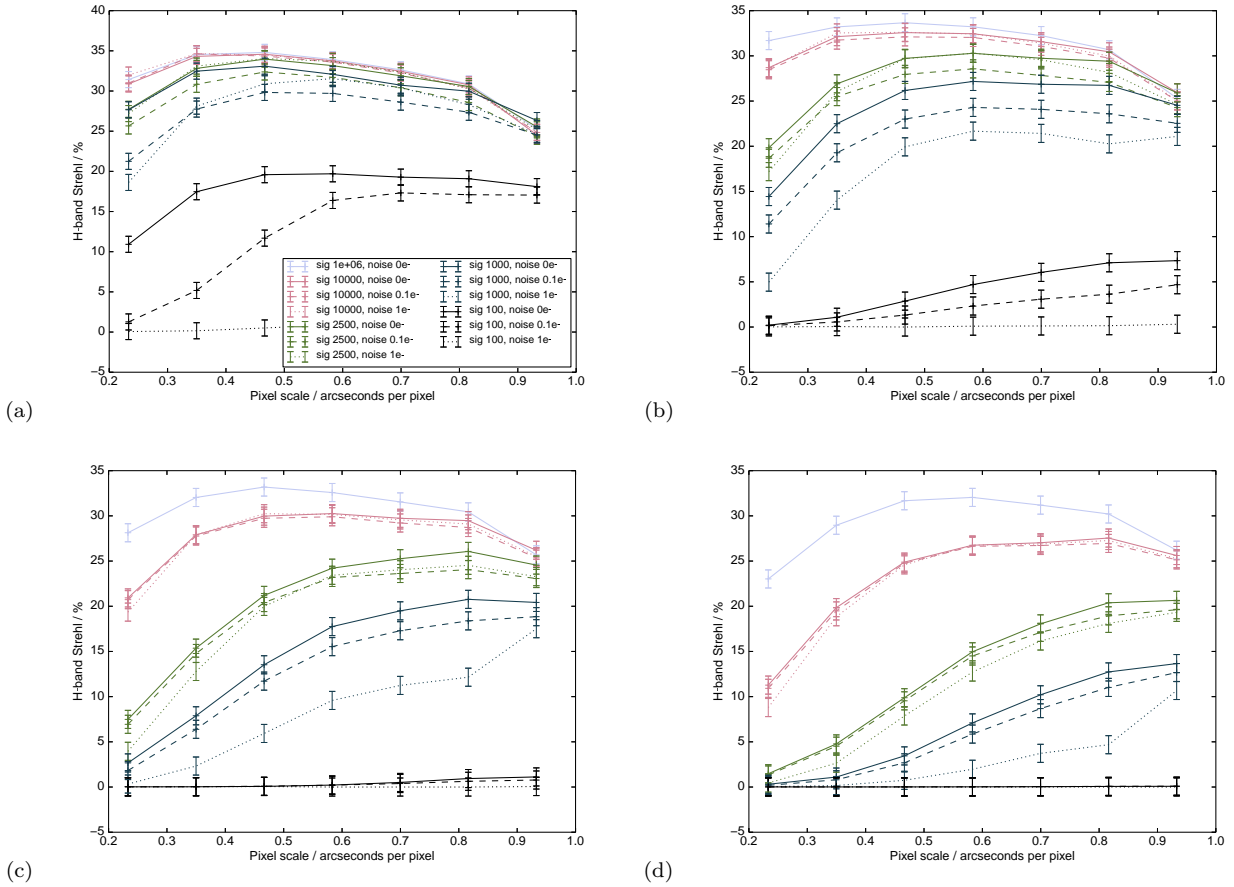 40
35
30
25
20
15
10
5
0
−5
0.2 0.3 0.4 0.5 0.6 0.7 0.8 0.9 1.0
Pixel scale / arcseconds per pixel
H-band Strehl / %
sig 1e+06, noise 0e-
sig 10000, noise 0e-
sig 10000, noise 0.1e-
sig 10000, noise 1e-
sig 2500, noise 0e-
sig 2500, noise 0.1e-
sig 2500, noise 1e-
sig 1000, noise 0e-
sig 1000, noise 0.1e-
sig 1000, noise 1e-
sig 100, noise 0e-
sig 100, noise 0.1e-
sig 100, noise 1e-
(a)
35
30
25
20
15
10
5
0
−5
0.2 0.3 0.4 0.5 0.6 0.7 0.8 0.9 1.0
Pixel scale / arcseconds per pixel
H-band Strehl / %
(b)
35
30
25
20
15
10
5
0
−5
0.2 0.3 0.4 0.5 0.6 0.7 0.8 0.9 1.0
Pixel scale / arcseconds per pixel
H-band Strehl / %
(c)
35
30
25
20
15
10
5
0
−5
0.2 0.3 0.4 0.5 0.6 0.7 0.8 0.9 1.0
Pixel scale / arcseconds per pixel
H-band Strehl / %
(d)